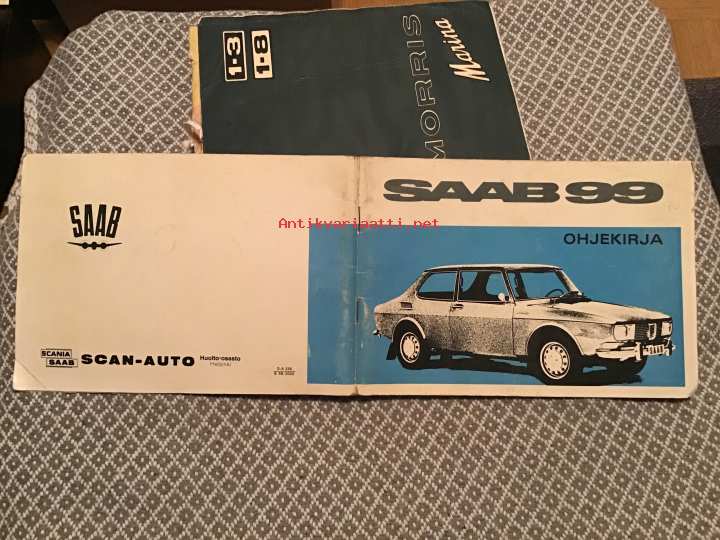 1·3
1·8
MORRIS
Marina
SAAB 99
OHJEKIRJA
SAAB
SAAB
Antikvariaatti.net
SCANIA
SAAB
SCAN-AUTO
Huolto-osasto
Helsinki